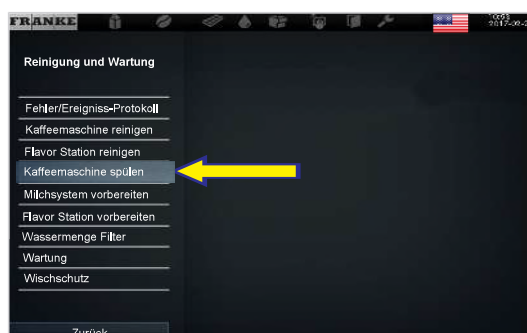 FRANKE
Reinigung und Wartung
Fehler/Ereigniss-Protokoll
Kaffeemaschine reinigen
Flavor Station reinigen
Kaffeemaschine spülen
Milchsystem vorbereiten
Flavor Station vorbereiten
Wassermenge Filter
Wartung
Wischschutz
Zurück